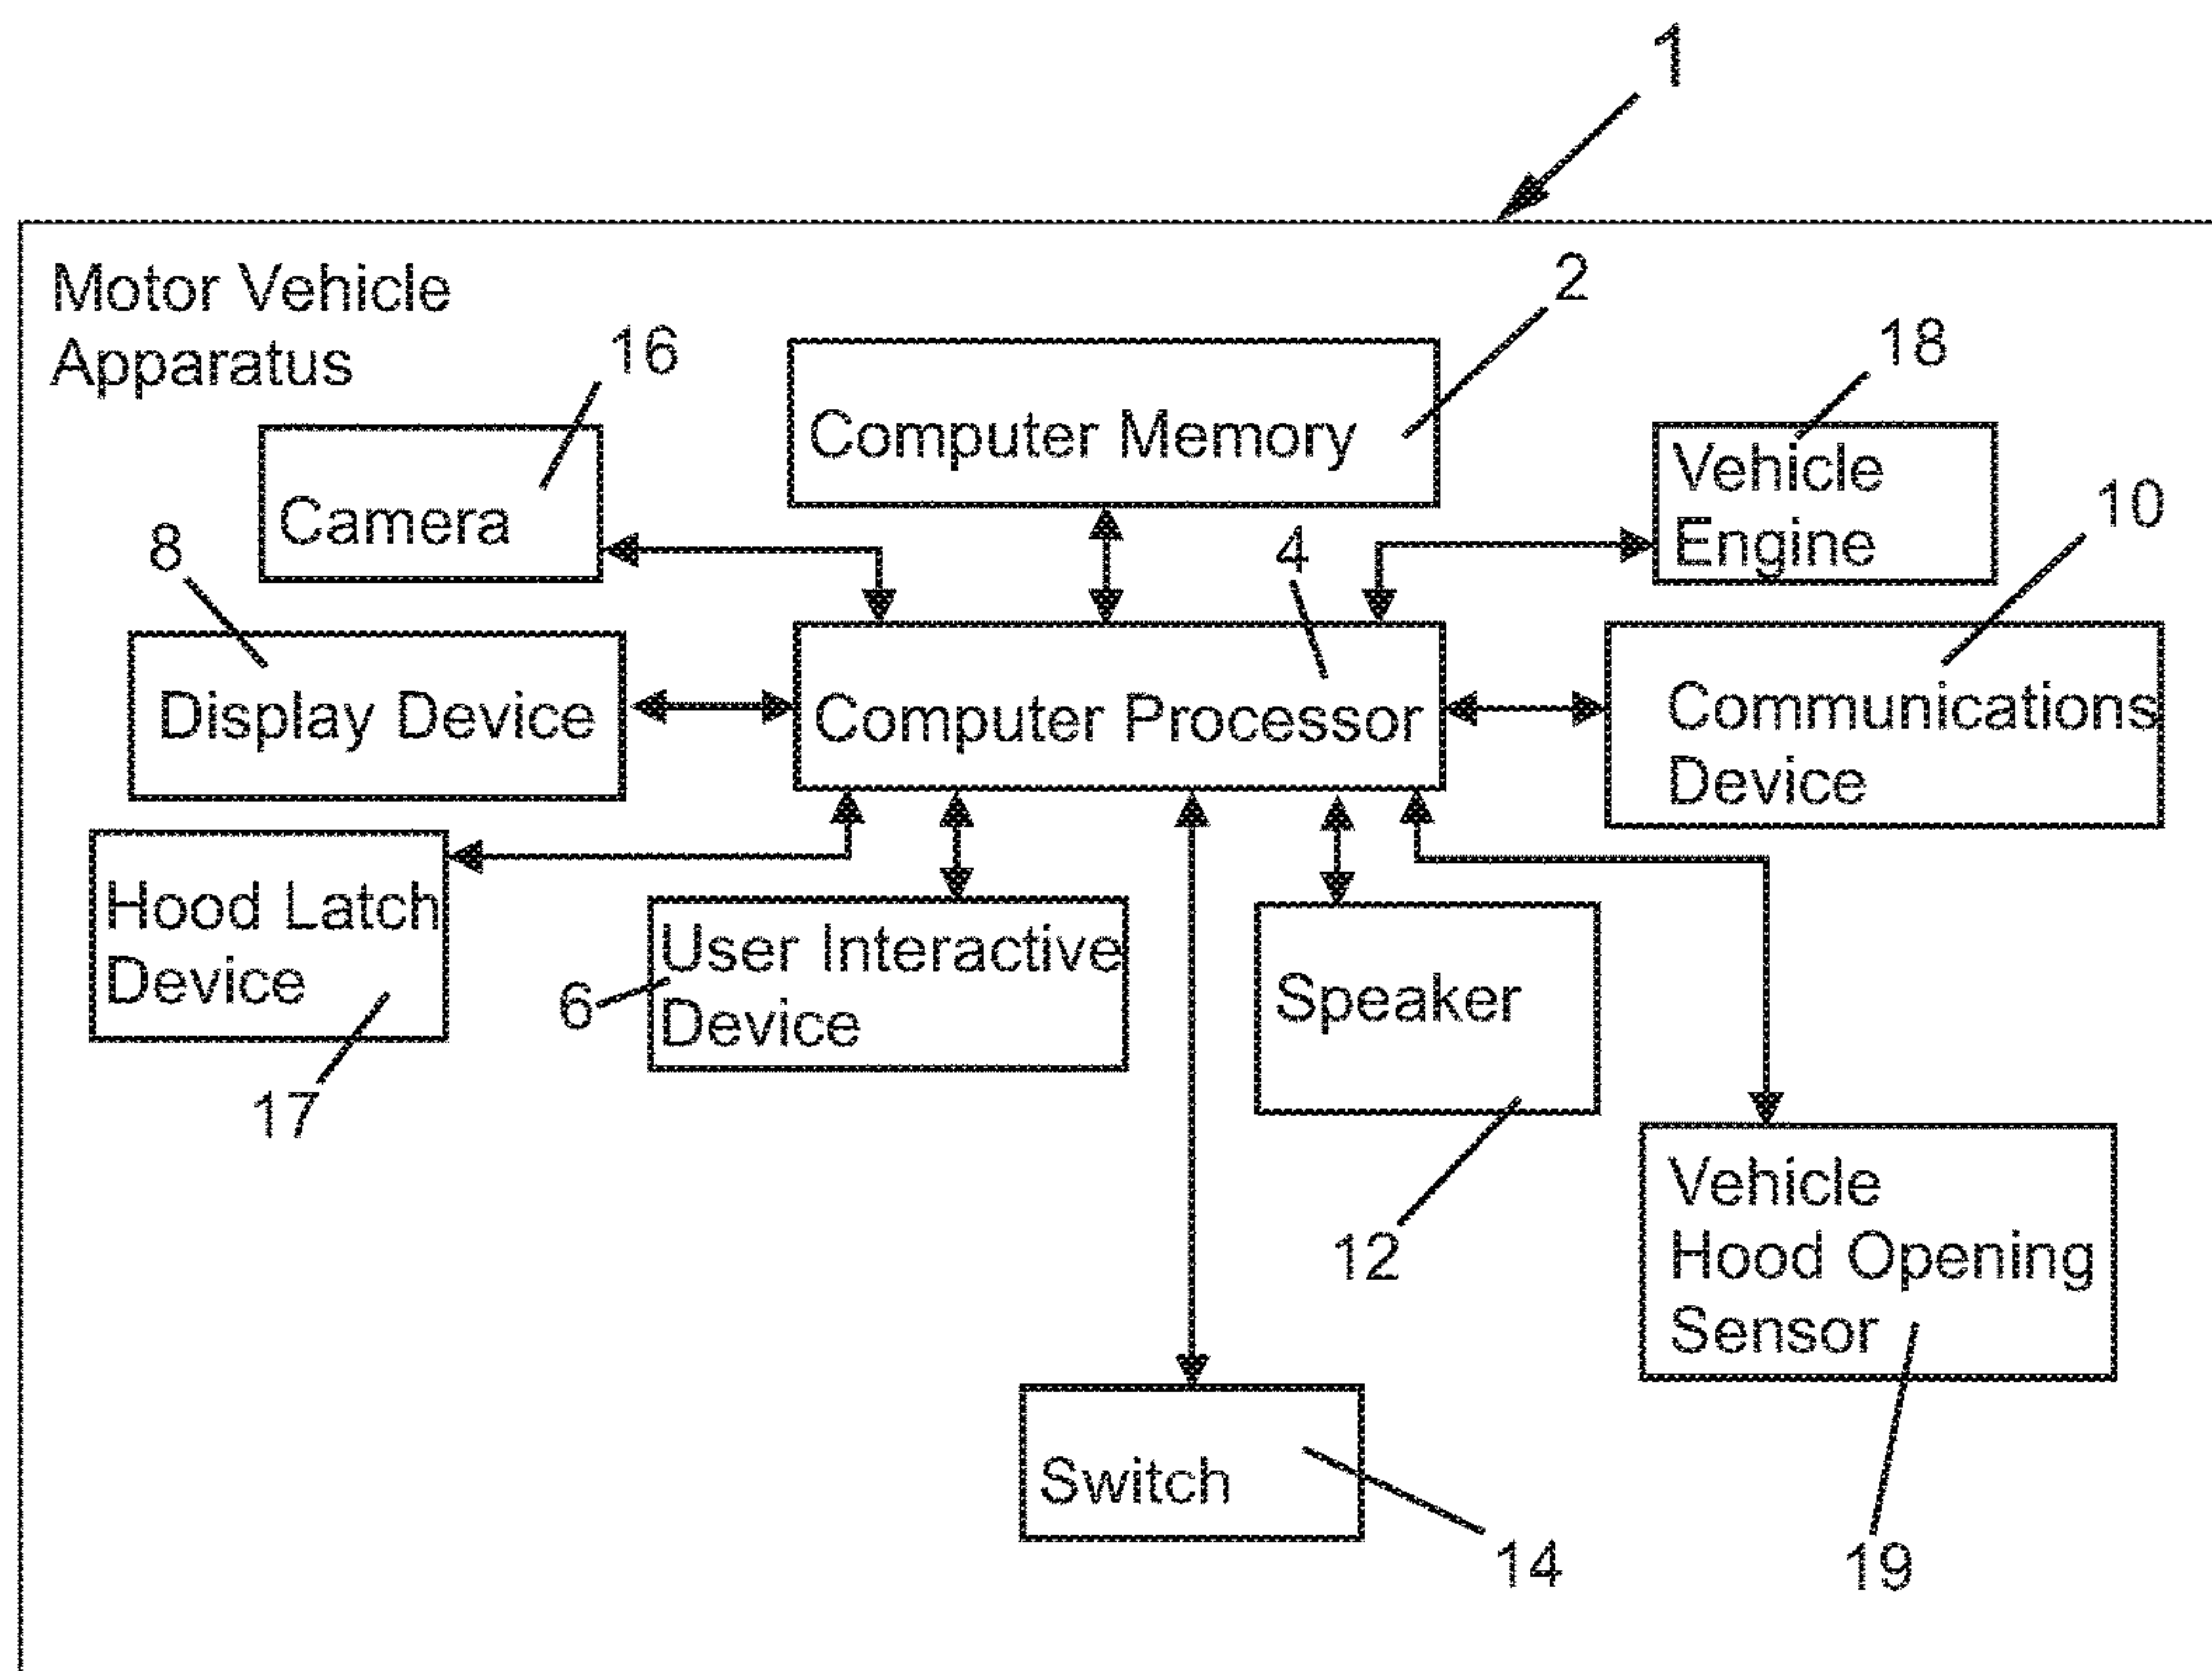 1
Motor Vehicle
Apparatus
2
16
18
Computer Memory
Vehicle
Engine
Camera
10
8
4
Display Device
Computer Processor
Communications
Device
Hood Latch
Device
User Interactive
Device
6
Speaker
17
12
Vehicle
Hood Opening
Sensor
Switch
14
19